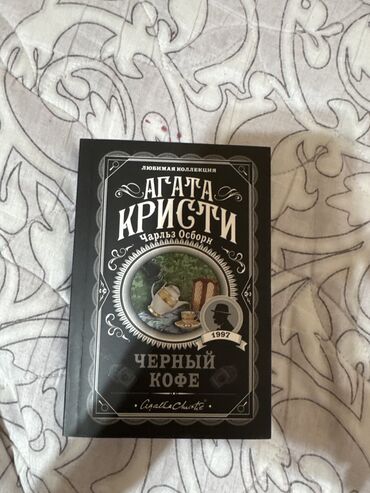 ЛЮБИМАЯ КОЛЛЕКЦИЯ
АГАТА
КРИСТИ
Чарльз Осборн
1997
ЧЕРНЫЙ
КОФЕ
Agatha Christie